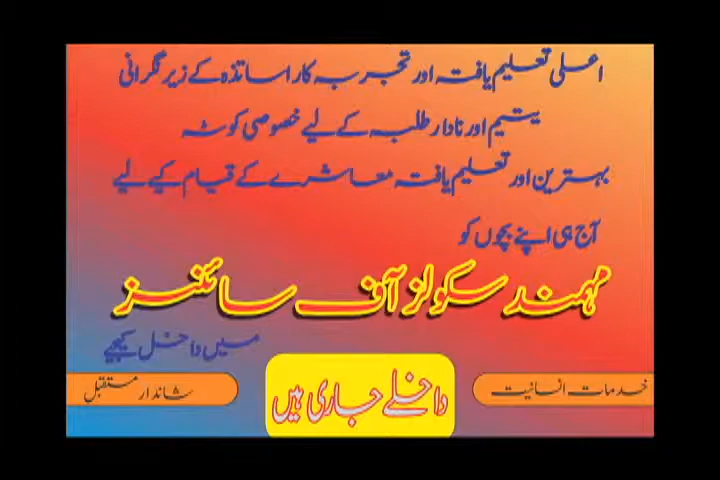 اعلی تعلیم یافتہ اور تجربہ کار اساتذہ کے زیر نگرانی
یتیم اور نادار طلبہ کے لیے خصوصی کوٹہ
بہترین اور تعلیم یافتہ معاشرے کے قیام کیے لیے
آج ہی اپنے بچوں کو
مہمند سکولز آف سائنسز
میں داخل کیجیے
خدمات انسانیت
داخلے جاری ہیں
شاندار مستقبل